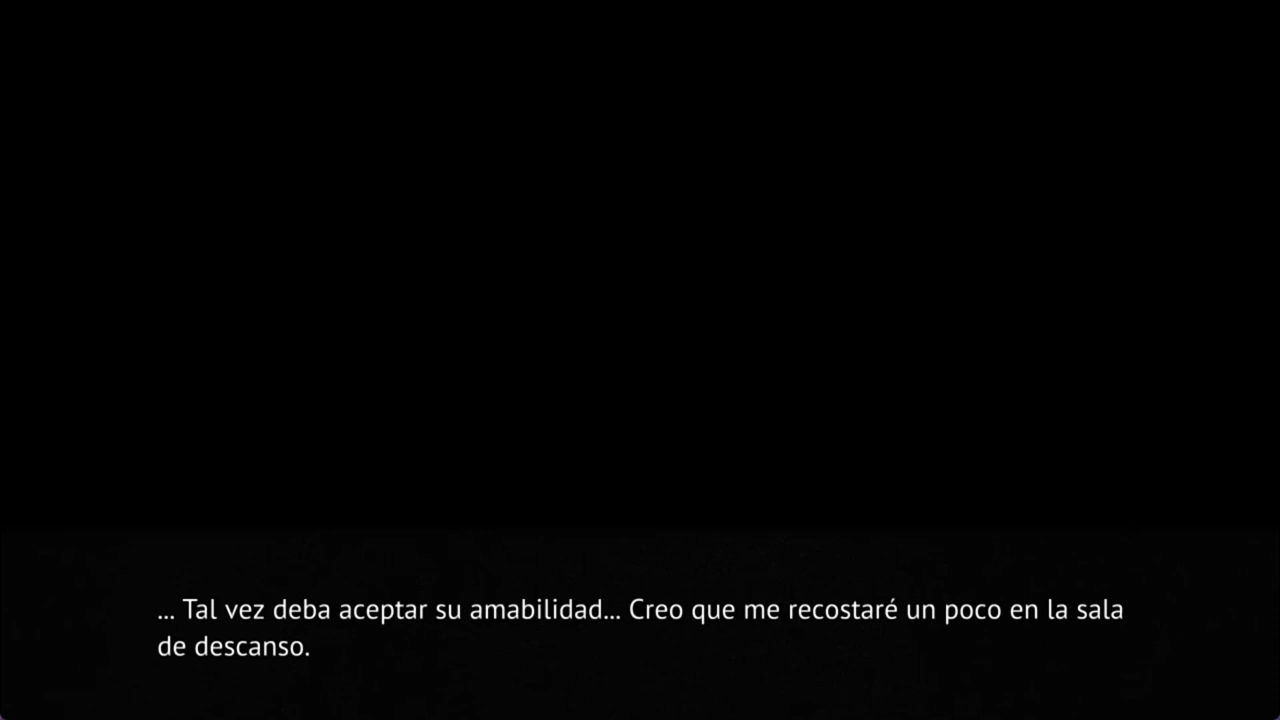 ... Tal vez deba aceptar su amabilidad... Creo que me recostaré un poco en la sala
de descanso.